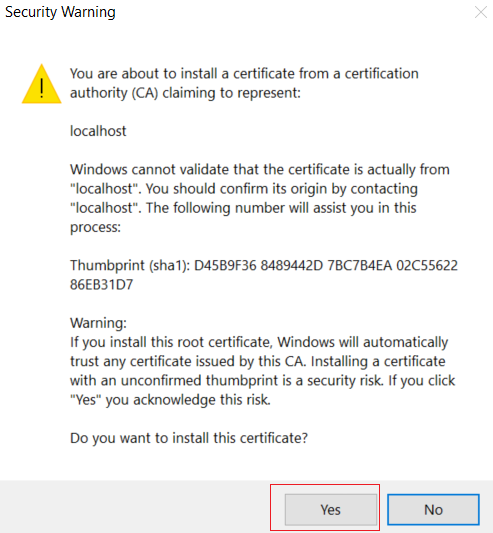 Security Warning
You are about to install a certificate from a certification
authority (CA) claiming to represent:
localhost
Windows cannot validate that the certificate is actually from
"localhost". You should confirm its origin by contacting
"localhost". The following number will assist you in this
process:
Thumbprint (sha1): D45B9F36 8489442D 7BC7B4EA 02C55622
86EB31D7
Warning:
If you install this root certificate, Windows will automatically
trust any certificate issued by this CA. Installing a certificate
with an unconfirmed thumbprint is a security risk. If you click
"Yes" you acknowledge this risk.
Do you want to install this certificate?
Yes No